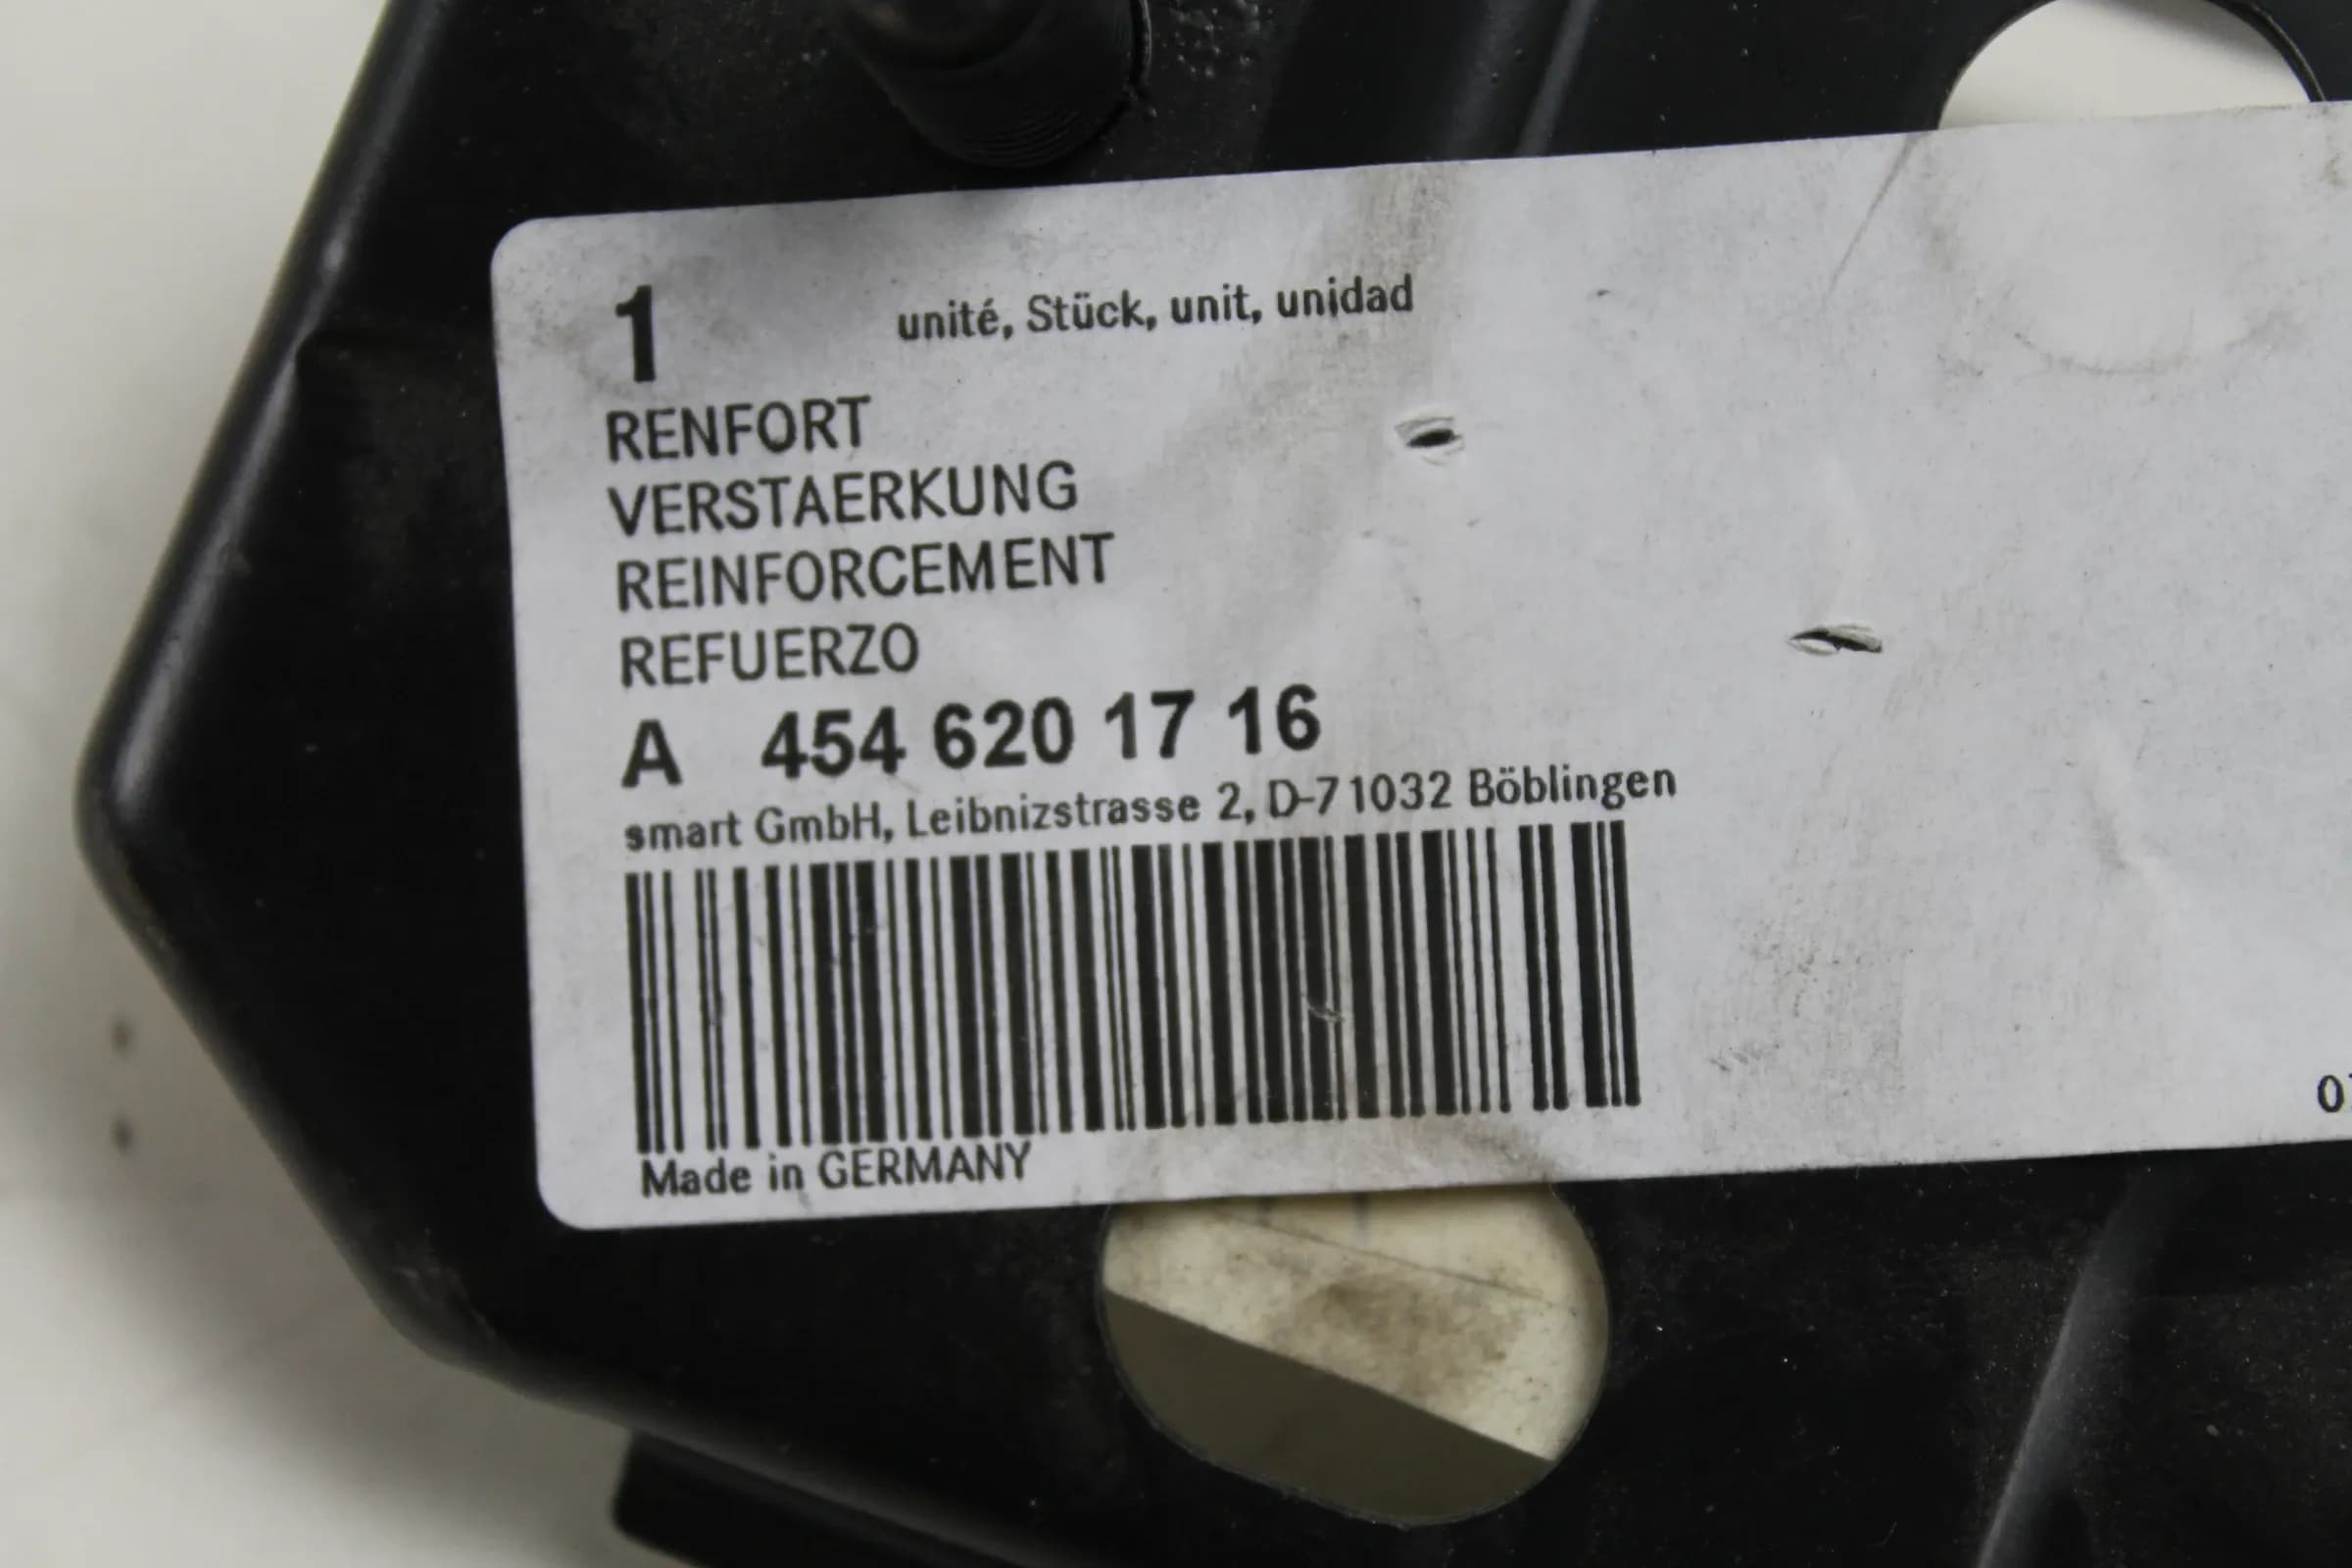 1 unité, Stück, unit, unidad
RENFORT
VERSTAERKUNG
REINFORCEMENT
REFUERZO
A 454 620 17 16
smart GmbH, Leibnizstrasse 2, D-71032 Böblingen
Made in GERMANY